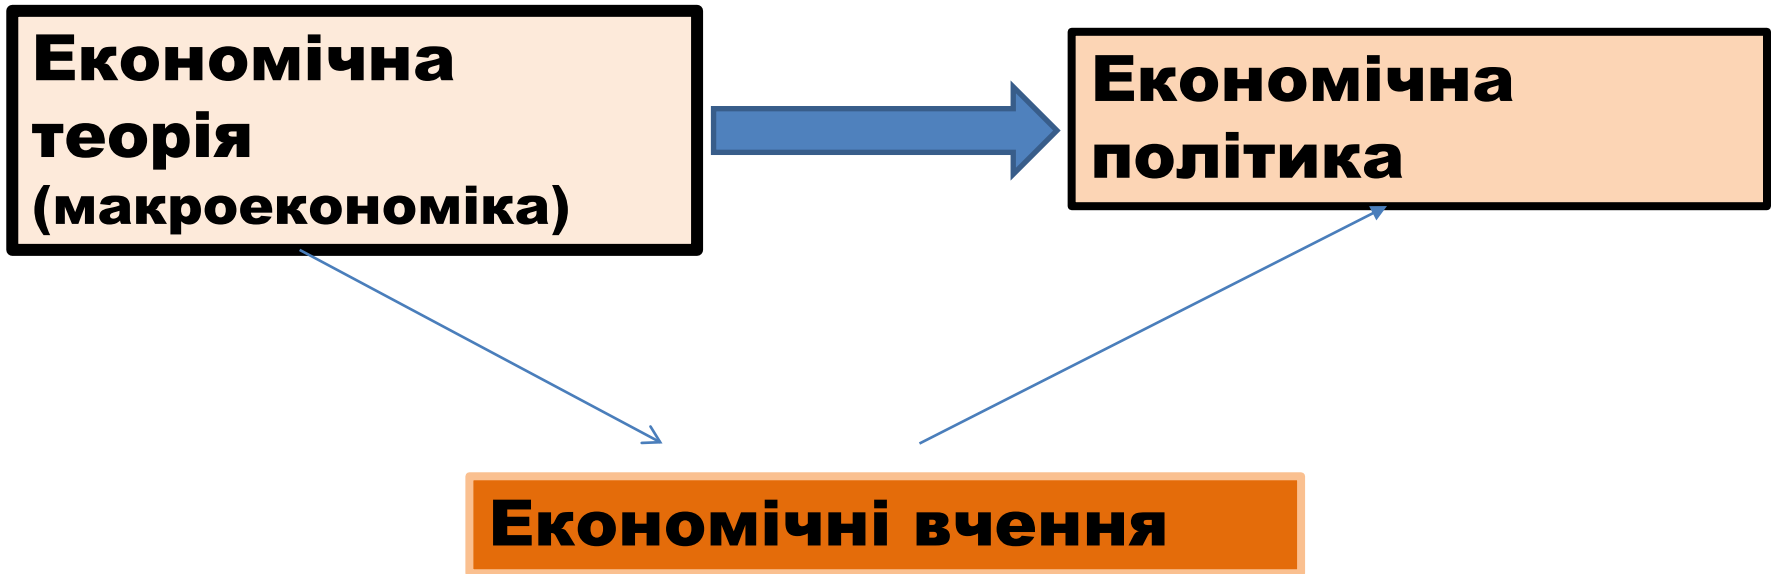 Економічна
теорія
(макроекономіка)
Економічна
політика
Економічні вчення